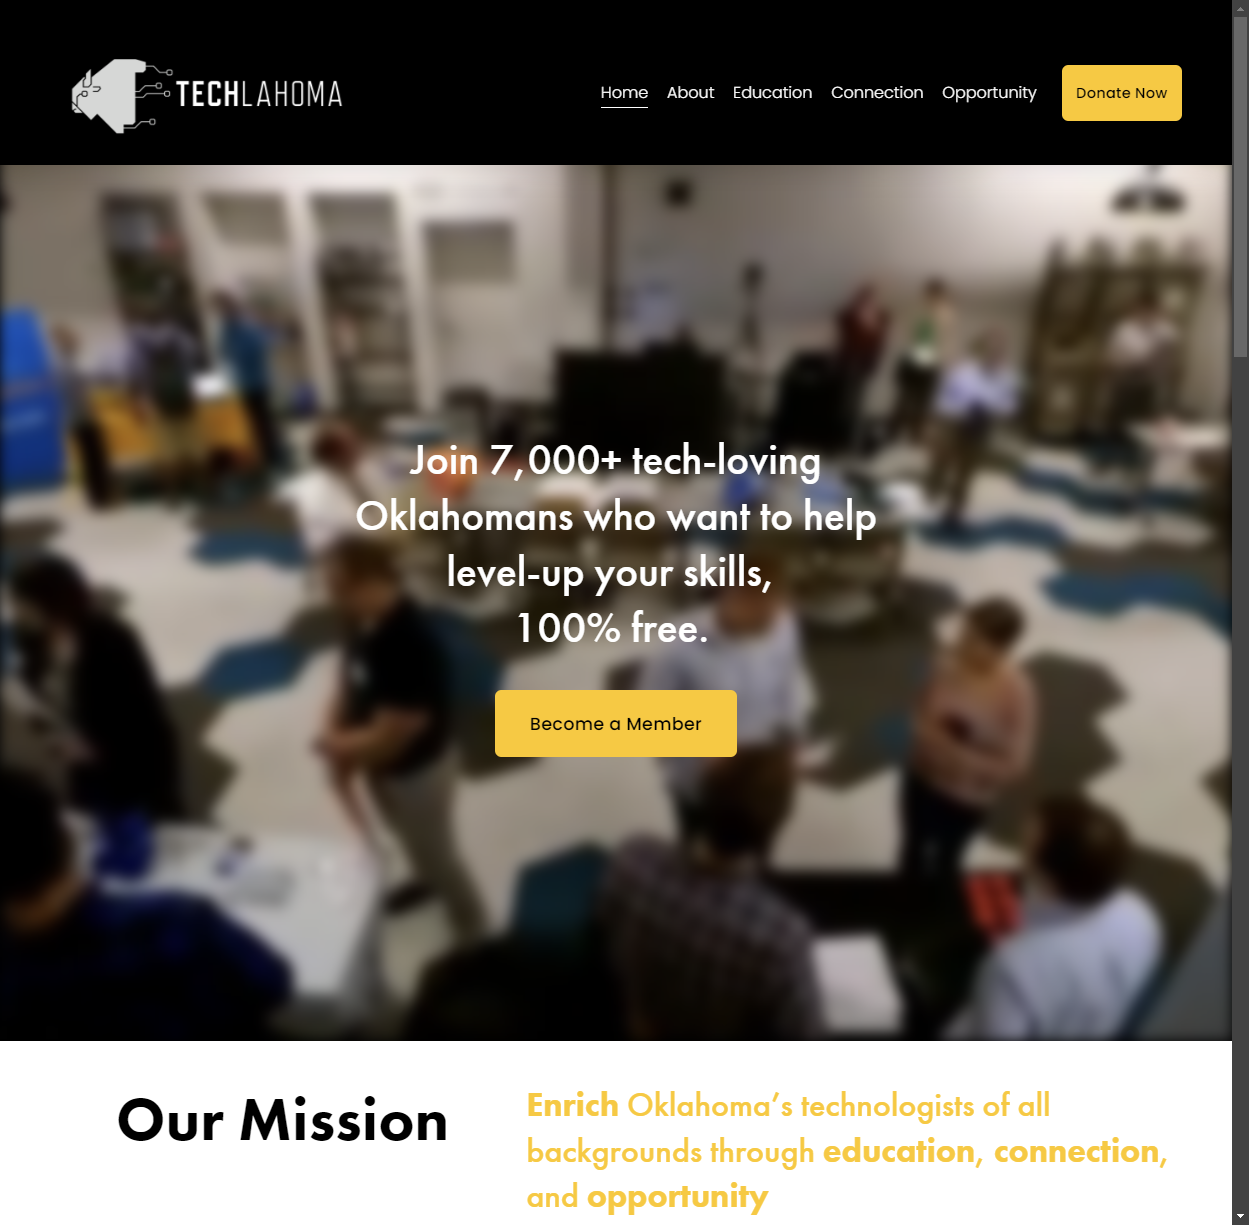 TECHLAHOMA
Home About Education Connection Opportunity Donate Now
Join 7,000+ tech-loving
Oklahomans who want to help
level-up your skills,
100% free.
Become a Member
Our Mission
Enrich Oklahoma’s technologists of all
backgrounds through education, connection,
and opportunity